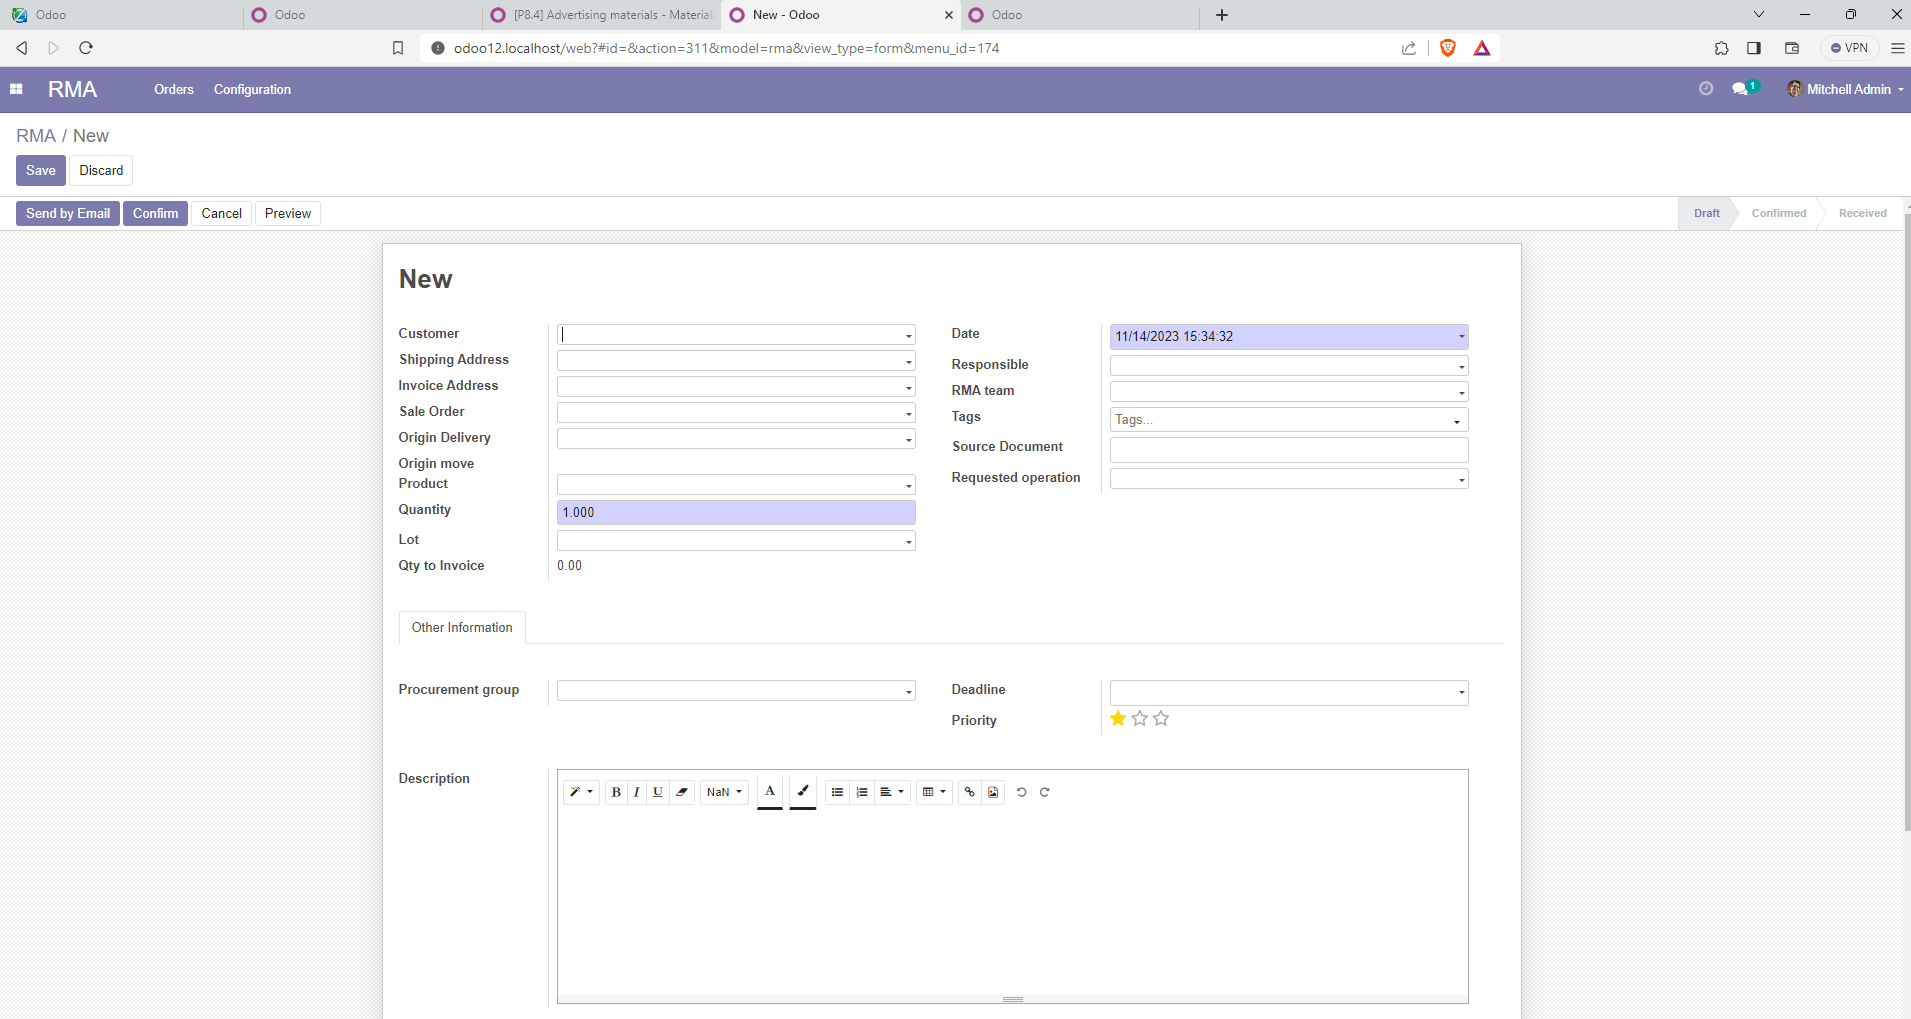 Odoo
Odoo
[P8.4] Advertising materials - Material
New - Odoo
Odoo
odoo12.localhost/web?#id=&action=311&model=rma&view_type=form&menu_id=174
VPN
RMA
Orders
Configuration
1
Mitchell Admin
RMA / New
Save
Discard
Send by Email
Confirm
Cancel
Preview
Draft
Confirmed
Received
New
Customer
Shipping Address
Invoice Address
Sale Order
Origin Delivery
Origin move
Product
Quantity
1.000
Lot
Qty to Invoice
0.00
Date
11/14/2023 15:34:32
Responsible
RMA team
Tags
Tags...
Source Document
Requested operation
Other Information
Procurement group
Deadline
Priority
Description
B I U
NaN
A